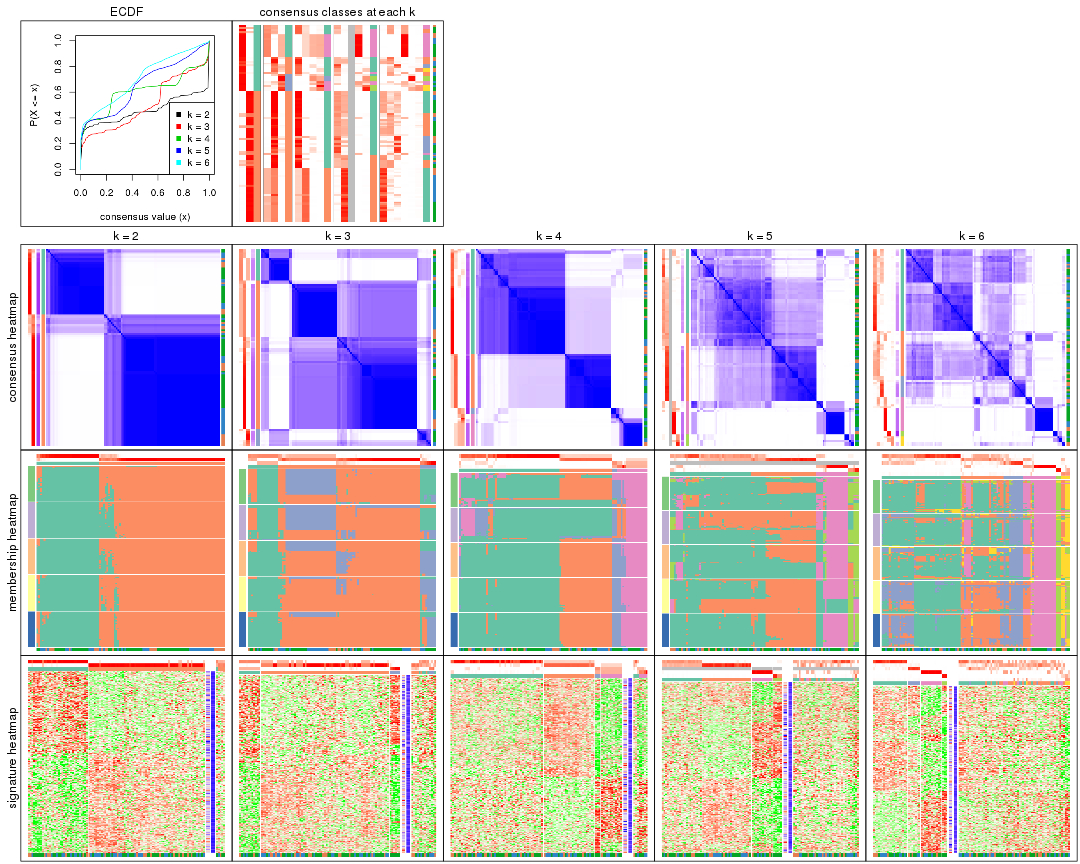 ECDF
consensus classes at each k
P(X <= x)
0.0 0.2 0.4 0.6 0.8 1.0
k = 2
k = 3
k = 4
k = 5
k = 6
0.0 0.2 0.4 0.6 0.8 1.0
consensus value (x)
k = 2 k = 3 k = 4 k = 5 k = 6
consensus heatmap
membership heatmap
signature heatmap